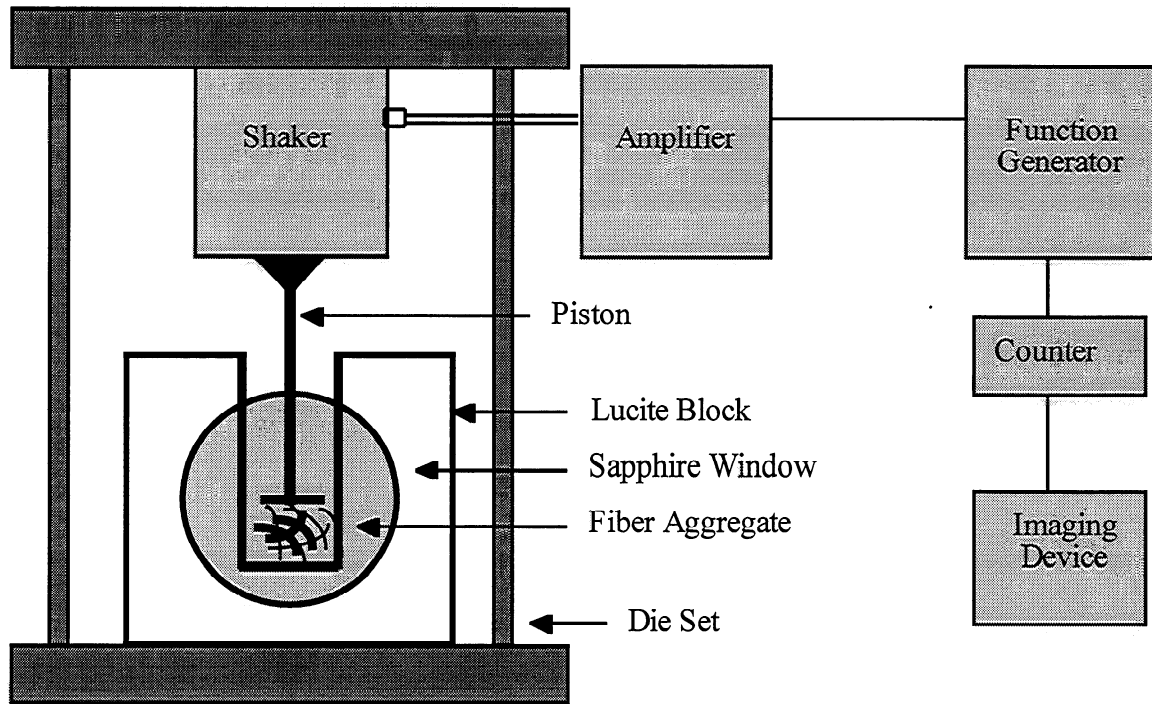 Shaker
Amplifier
Function
Generator
Piston
Counter
Lucite Block
Sapphire Window
Fiber Aggregate
Imaging
Device
Die Set